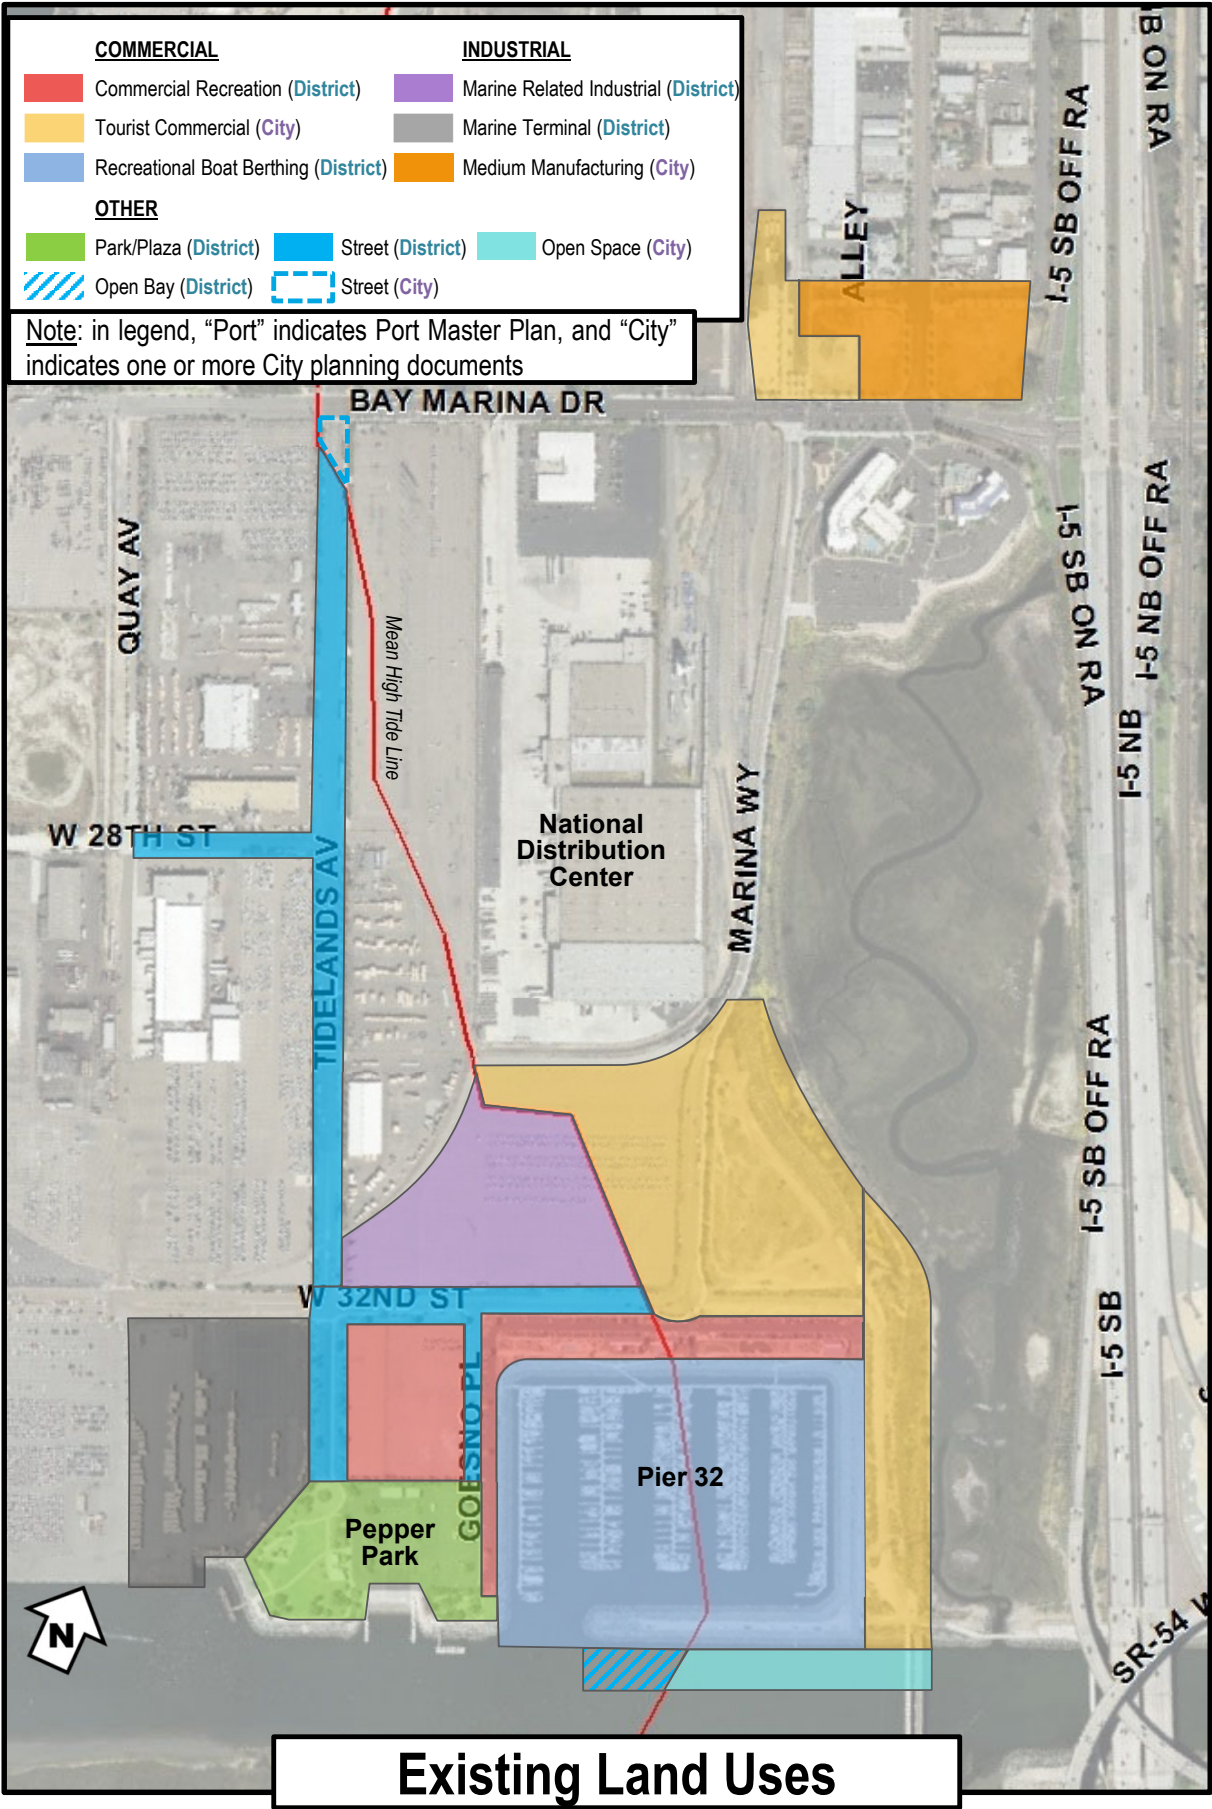 COMMERCIAL
Commercial Recreation (District)
Tourist Commercial (City)
Recreational Boat Berthing (District)
INDUSTRIAL
Marine Related Industrial (District)
Marine Terminal (District)
Medium Manufacturing (City)
OTHER
Park/Plaza (District)
Street (District)
Open Space (City)
Open Bay (District)
Street (City)
Note: in legend, “Port” indicates Port Master Plan, and “City”
indicates one or more City planning documents
ALLEY
I-5 SB OFF RA
B ON RA
BAY MARINA DR
QUAY AV
Mean High Tide Line
I-5 SB ON RA
I-5 NB OFF RA
I-5 NB
W 28TH ST
TIDELANDS AV
National
Distribution
Center
MARINA WY
I-5 SB OFF RA
I-5 SB
W 32ND ST
GOESNO PL
Pier 32
Pepper
Park
N
SR-54 W
Existing Land Uses